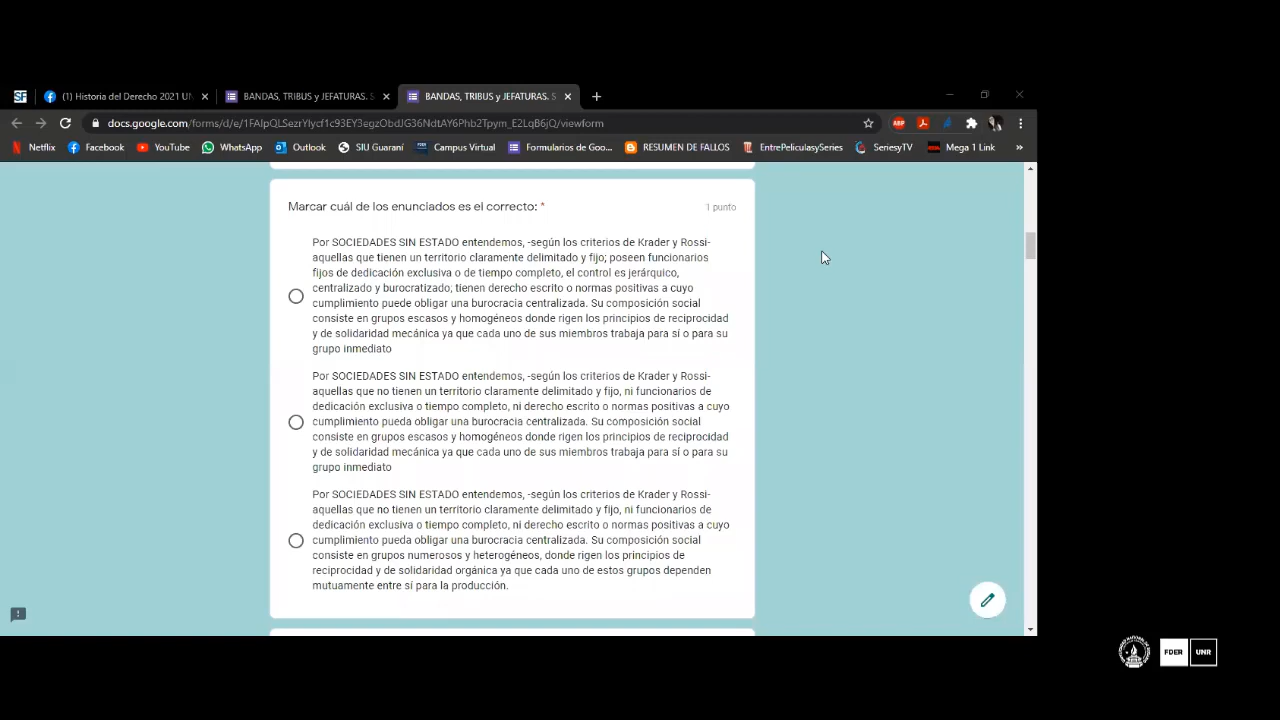 (1) Historia del Derecho 2021 UN
BANDAS, TRIBUS y JEFATURAS. S
BANDAS, TRIBUS y JEFATURAS. S
docs.google.com/forms/d/e/1FAIpQLSezrYIycf1c93EY3egzObdJG36NdtAY6Phb2Tpym_E2LqB6jQ/viewform
Netflix Facebook YouTube WhatsApp Outlook SIU Guaraní Campus Virtual Formularios de Goo... RESUMEN DE FALLOS EntrePeliculasySeries SeriesyTV Mega 1 Link »
Marcar cuál de los enunciados es el correcto: *
1 punto
Por SOCIEDADES SIN ESTADO entendemos, -según los criterios de Krader y Rossi-
aquellas que tienen un territorio claramente delimitado y fijo; poseen funcionarios
fijos de dedicación exclusiva o de tiempo completo, el control es jerárquico,
centralizado y burocratizado; tienen derecho escrito o normas positivas a cuyo
cumplimiento puede obligar una burocracia centralizada. Su composición social
consiste en grupos escasos y homogéneos donde rigen los principios de reciprocidad
y de solidaridad mecánica ya que cada uno de sus miembros trabaja para sí o para su
grupo inmediato
Por SOCIEDADES SIN ESTADO entendemos, -según los criterios de Krader y Rossi-
aquellas que no tienen un territorio claramente delimitado y fijo, ni funcionarios de
dedicación exclusiva o tiempo completo, ni derecho escrito o normas positivas a cuyo
cumplimiento pueda obligar una burocracia centralizada. Su composición social
consiste en grupos escasos y homogéneos donde rigen los principios de reciprocidad
y de solidaridad mecánica ya que cada uno de sus miembros trabaja para sí o para su
grupo inmediato
Por SOCIEDADES SIN ESTADO entendemos, -según los criterios de Krader y Rossi-
aquellas que no tienen un territorio claramente delimitado y fijo, ni funcionarios de
dedicación exclusiva o tiempo completo, ni derecho escrito o normas positivas a cuyo
cumplimiento pueda obligar una burocracia centralizada. Su composición social
consiste en grupos numerosos y heterogéneos, donde rigen los principios de
reciprocidad y de solidaridad orgánica ya que cada uno de estos grupos dependen
mutuamente entre sí para la producción.
FDER UNR